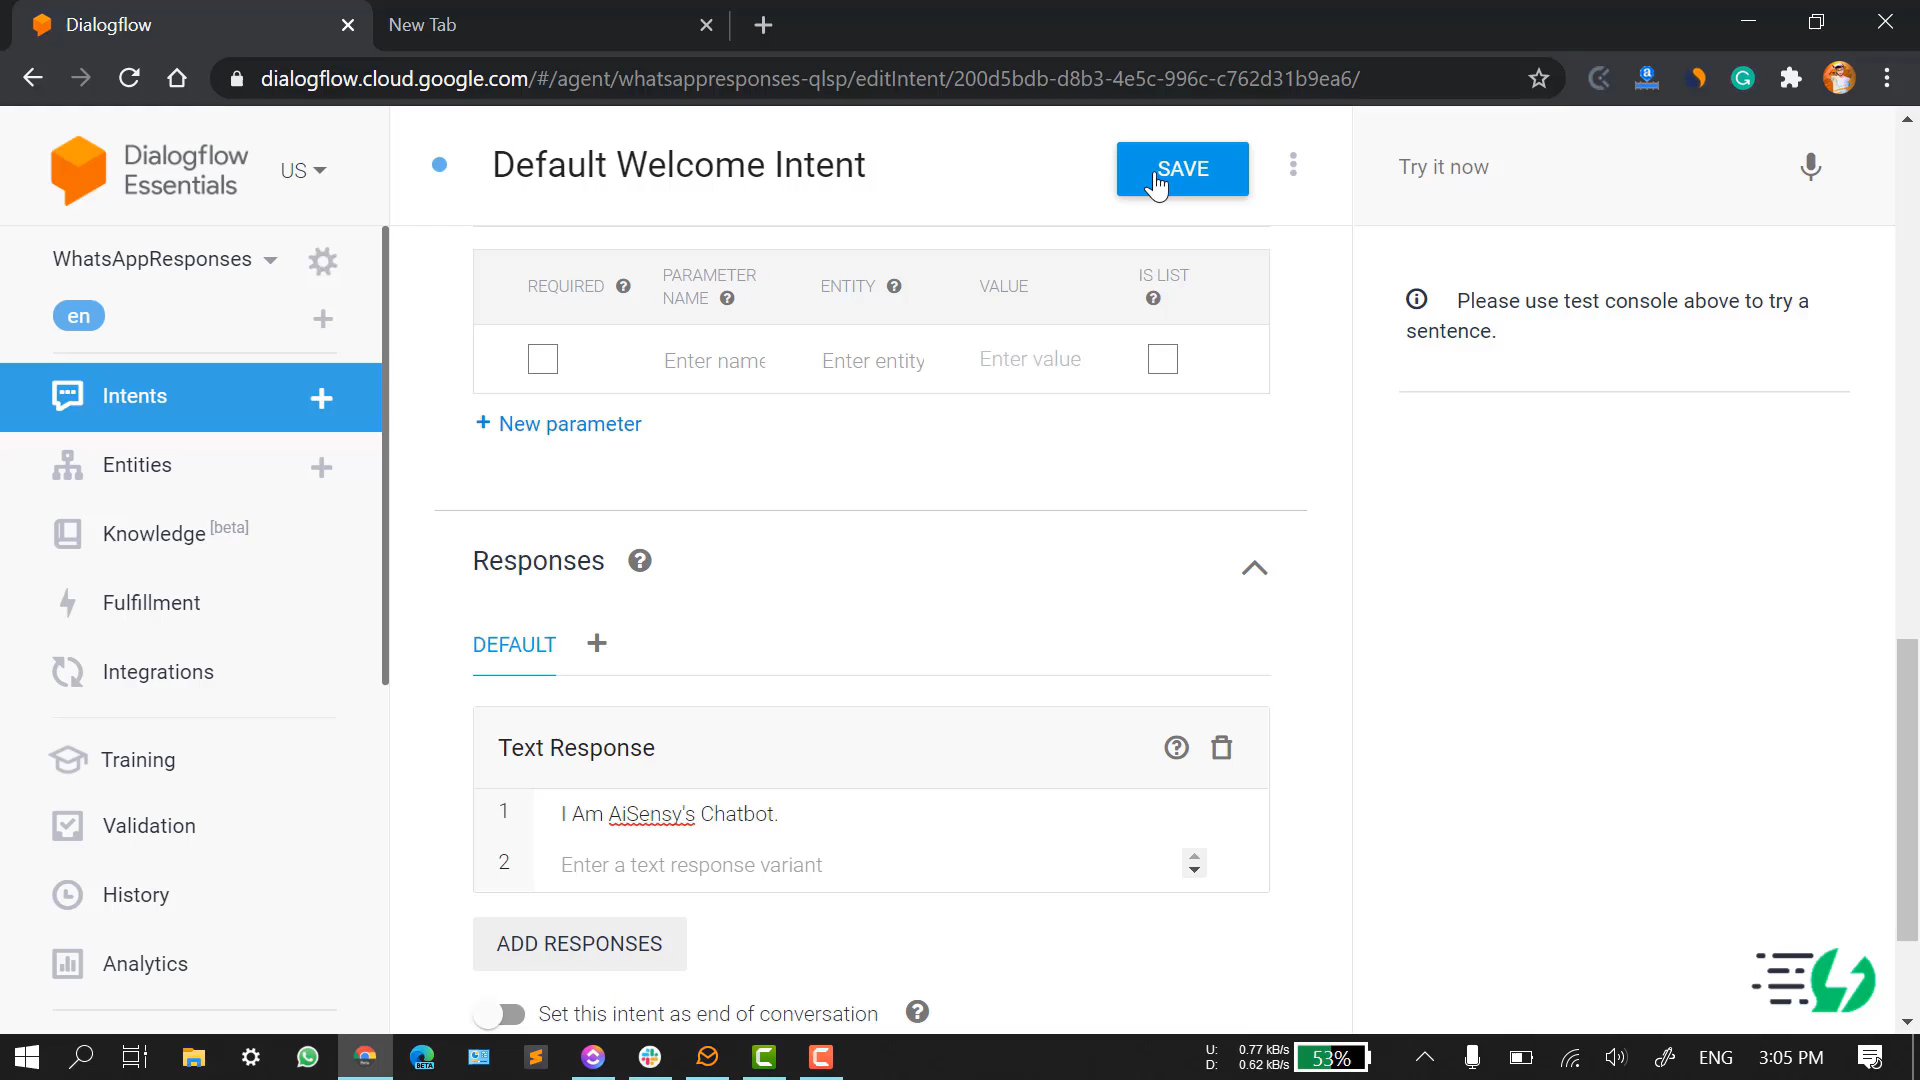 Dialogflow
New Tab
dialogflow.cloud.google.com/#/agent/whatsappresponses-qlsp/editIntent/200d5bdb-d8b3-4e5c-996c-c762d31b9ea6/
Dialogflow
Essentials
US
Default Welcome Intent
SAVE
Try it now
WhatsAppResponses
en
Intents
Entities
Knowledge [beta]
Fulfillment
Integrations
Training
Validation
History
Analytics
REQUIRED
PARAMETER
NAME
ENTITY
VALUE
IS LIST
Enter name
Enter entity
Enter value
+ New parameter
Please use test console above to try a
sentence.
Responses
DEFAULT
Text Response
1 I Am AiSensy's Chatbot.
2 Enter a text response variant
ADD RESPONSES
Set this intent as end of conversation
U: 0.77 kB/s
D: 0.62 kB/s
53%
ENG
3:05 PM